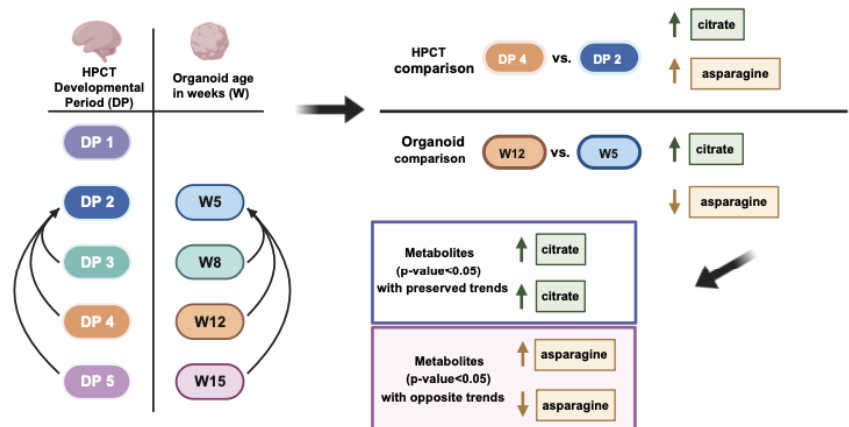 HPCT
Developmental
Period (DP)
Organoid age
in weeks (W)
DP 1
DP 2
W5
DP 3
W8
DP 4
W12
DP 5
W15
HPCT
comparison
DP 4 vs. DP 2
citrate
asparagine
Organoid
comparison
W12 vs. W5
citrate
asparagine
Metabolites
(p-value<0.05)
with preserved trends
citrate
citrate
Metabolites
(p-value<0.05)
with opposite trends
asparagine
asparagine